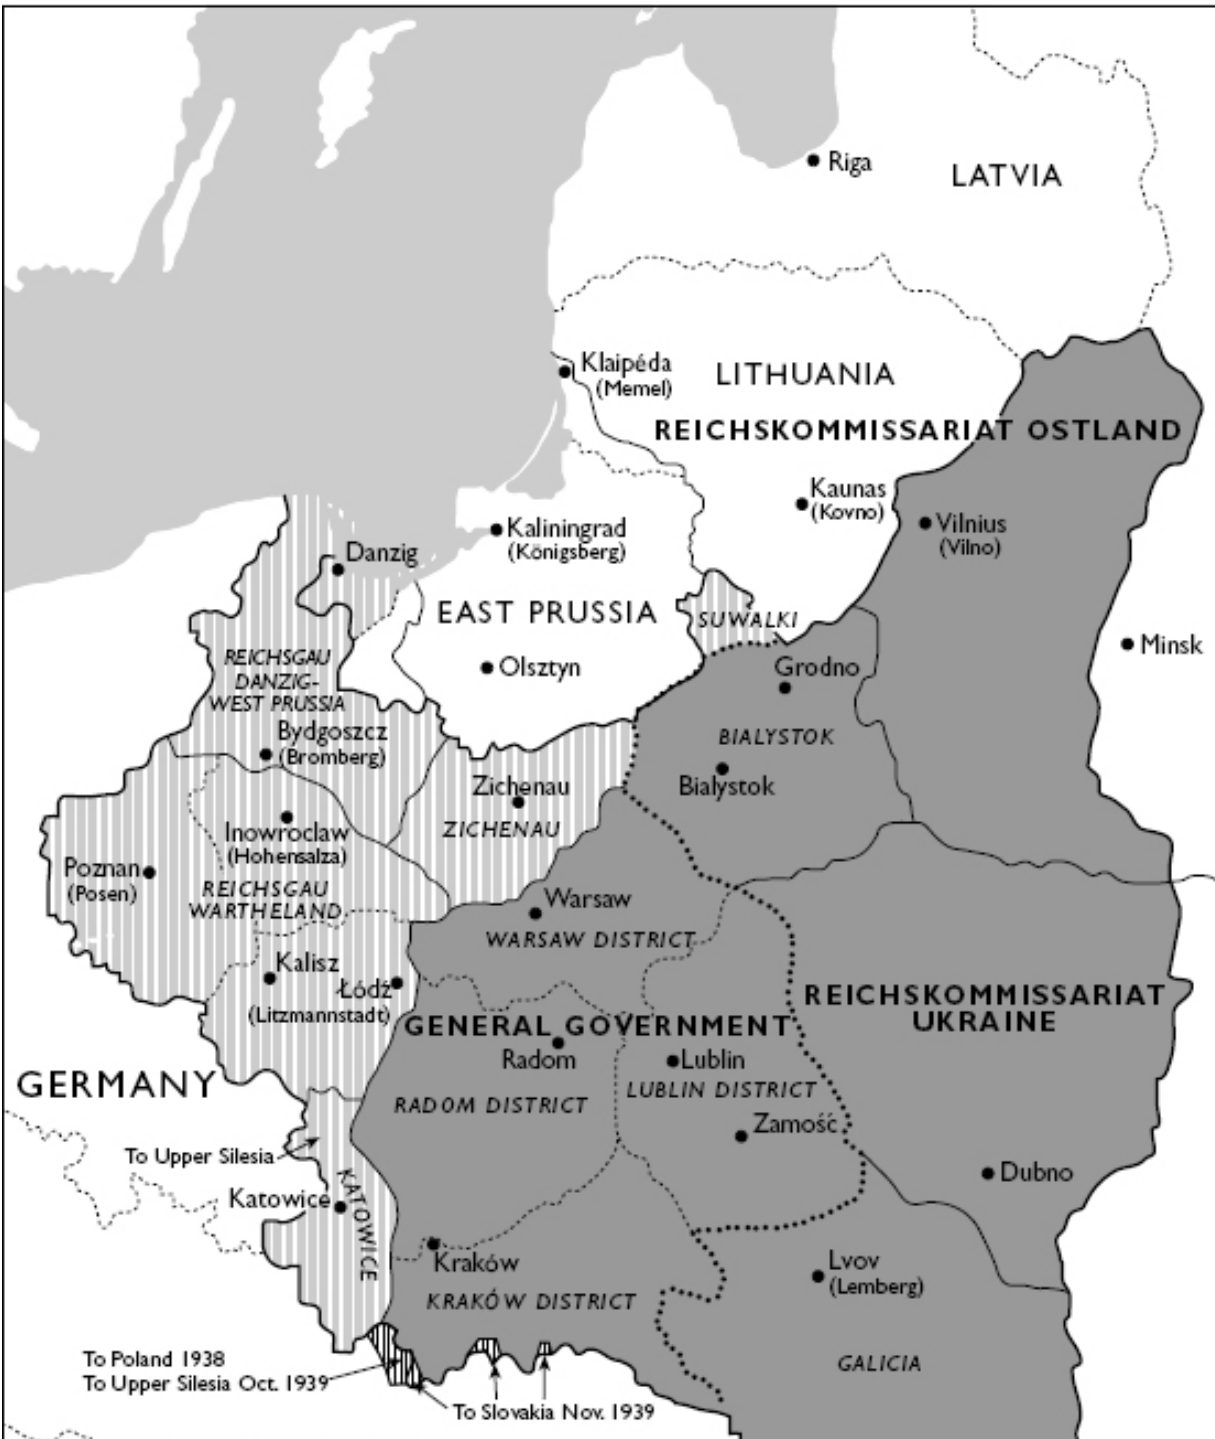 Riga
LATVIA
Klaipéda
(Memel)
LITHUANIA
REICHSKOMMISSARIAT OSTLAND
Kaunas
(Kovno)
Vilnius
(Vilno)
Kaliningrad
(Königsberg)
Danzig
EAST PRUSSIA
SUWALKI
Minsk
Olsztyn
Grodno
REICHSGAU
DANZIG-
WEST PRUSSIA
Bydgoszcz
(Bromberg)
BIALYSTOK
Bialystok
Zichenau
ZICHENAU
Inowroclaw
(Hohensalza)
Poznan
(Posen)
REICHSGAU
WARTHELAND
Warsaw
WARSAW DISTRICT
Kalisz
Łódź
(Litzmannstadt)
REICHSKOMMISSARIAT
UKRAINE
GENERAL GOVERNMENT
Radom
Lublin
LUBLIN DISTRICT
GERMANY
RADOM DISTRICT
Zamość
To Upper Silesia
Dubno
Katowice
KATOWICE
Kraków
KRAKÓW DISTRICT
Lvov
(Lemberg)
GALICIA
To Poland 1938
To Upper Silesia Oct. 1939
To Slovakia Nov. 1939